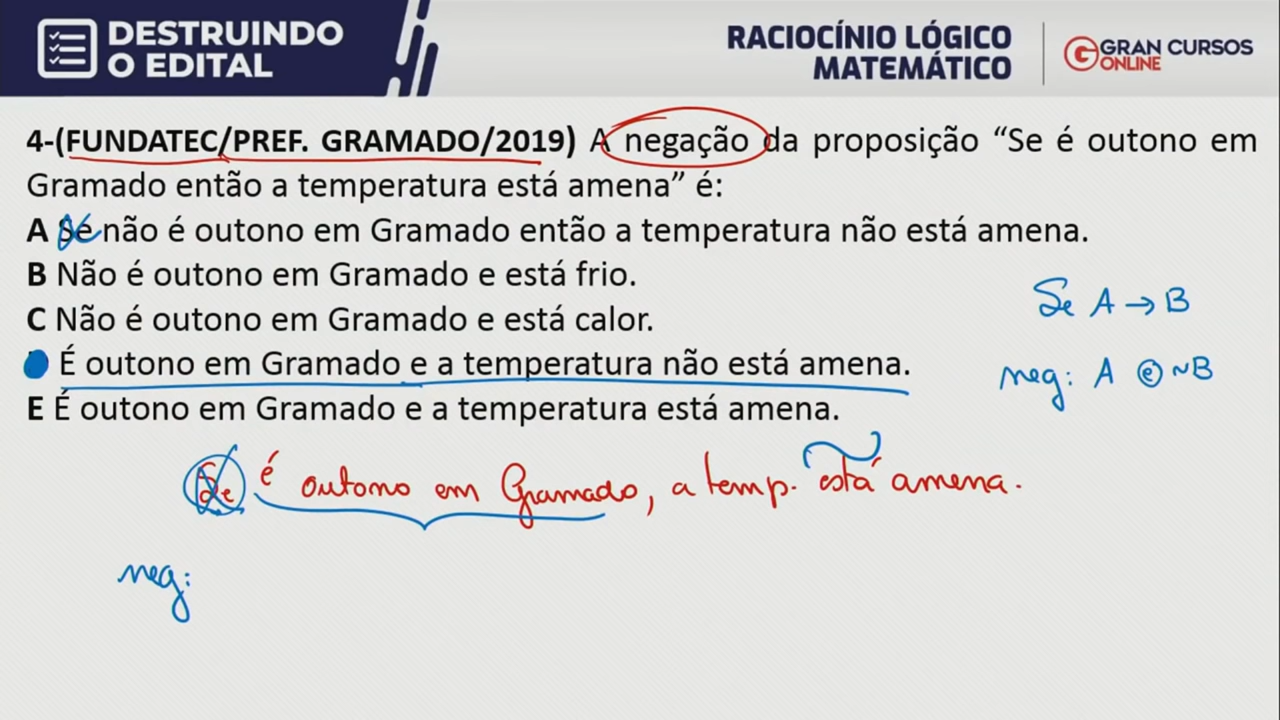 DESTRUINDO
O EDITAL
RACIOCÍNIO LÓGICO
MATEMÁTICO
GRAN CURSOS
ONLINE
4-(FUNDATEC/PREF. GRAMADO/2019) A negação da proposição “Se é outono em
Gramado então a temperatura está amena” é:
A Se não é outono em Gramado então a temperatura não está amena.
B Não é outono em Gramado e está frio.
C Não é outono em Gramado e está calor.
É outono em Gramado e a temperatura não está amena.
E É outono em Gramado e a temperatura está amena.
Se A → B
neg: A e ~B
Se é outono em Gramado, a temp. está amena.
neg: